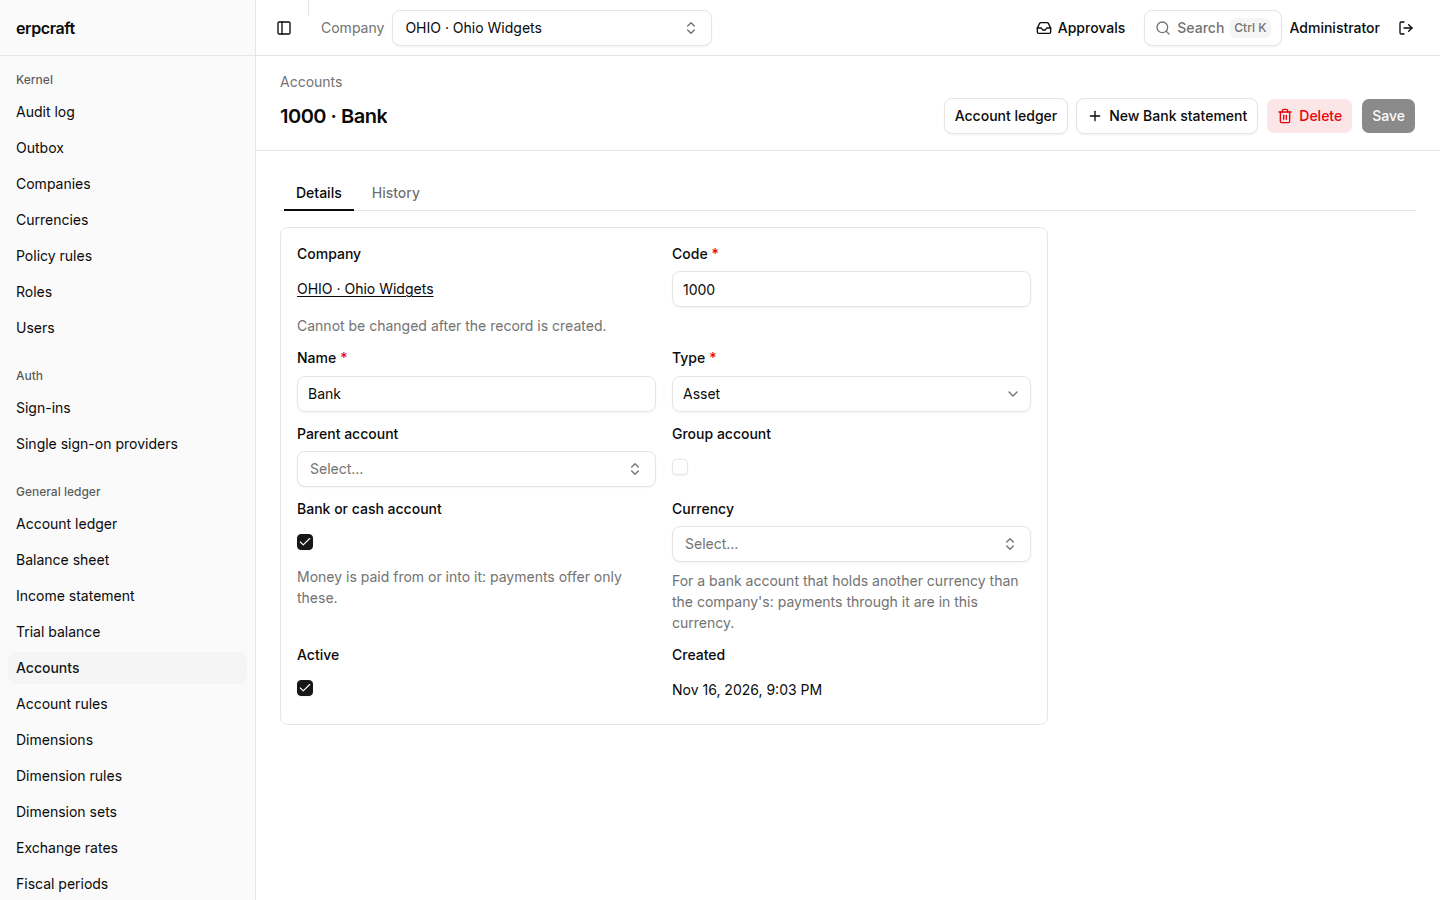 erpcraft
Company
OHIO · Ohio Widgets
Approvals
Search
Ctrl K
Administrator
Kernel
Audit log
Outbox
Companies
Currencies
Policy rules
Roles
Users
Auth
Sign-ins
Single sign-on providers
General ledger
Account ledger
Balance sheet
Income statement
Trial balance
Accounts
Account rules
Dimensions
Dimension rules
Dimension sets
Exchange rates
Fiscal periods
Accounts
1000 · Bank
Account ledger
New Bank statement
Delete
Save
Details
History
Company
OHIO · Ohio Widgets
Cannot be changed after the record is created.
Code *
1000
Name *
Bank
Type *
Asset
Parent account
Select...
Group account
Bank or cash account
Money is paid from or into it: payments offer only
these.
Currency
Select...
For a bank account that holds another currency than
the company's: payments through it are in this
currency.
Active
Created
Nov 16, 2026, 9:03 PM